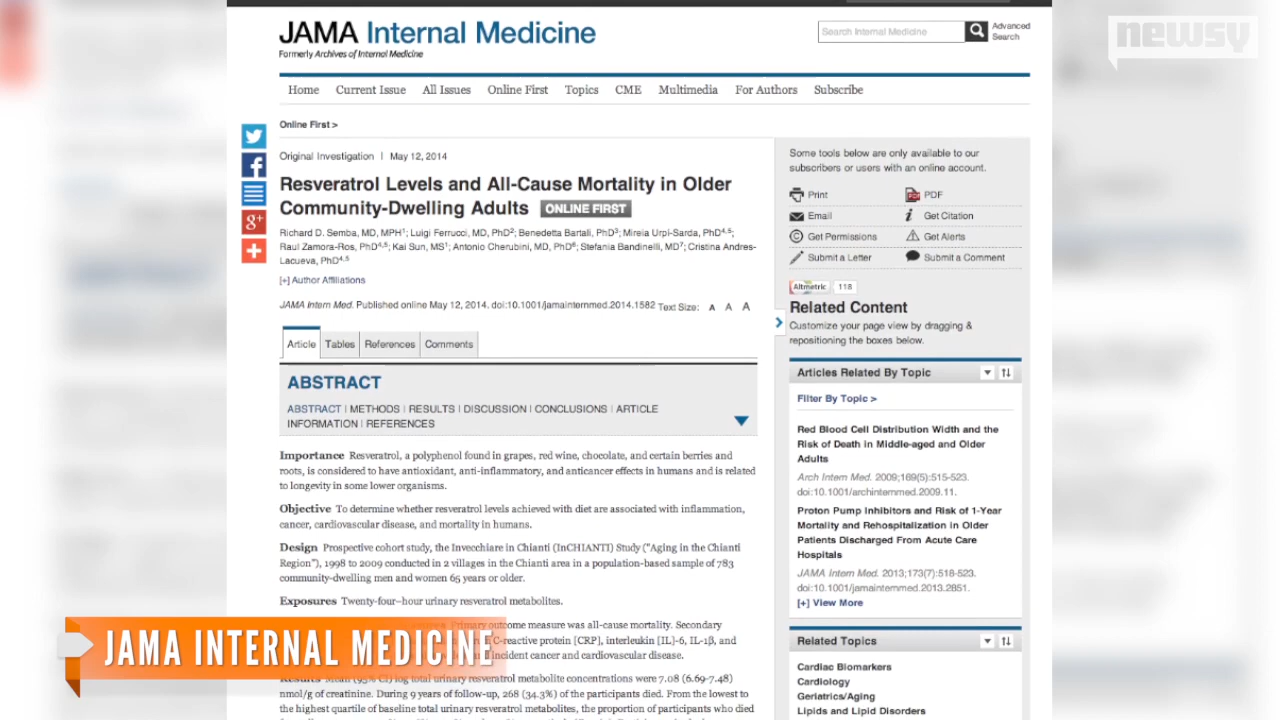 newsy
JAMA Internal Medicine
Formerly Archives of Internal Medicine
Search Internal Medicine
Advanced
Search
Home Current Issue All Issues Online First Topics CME Multimedia For Authors Subscribe
Online First >
Original Investigation | May 12, 2014
Resveratrol Levels and All-Cause Mortality in Older
Community-Dwelling Adults ONLINE FIRST
Richard D. Semba, MD, MPH1; Luigi Ferrucci, MD, PhD2; Benedetta Bartali, PhD3; Mireia Urpí-Sarda, PhD4,5;
Raul Zamora-Ros, PhD4,5; Kai Sun, MS1; Antonio Cherubini, MD, PhD6; Stefania Bandinelli, MD7; Cristina Andres-
Lacueva, PhD4,5
[+] Author Affiliations
JAMA Intern Med. Published online May 12, 2014. doi:10.1001/jamainternmed.2014.1582 Text Size: A A A
Article Tables References Comments
ABSTRACT
ABSTRACT | METHODS | RESULTS | DISCUSSION | CONCLUSIONS | ARTICLE
INFORMATION | REFERENCES
Importance Resveratrol, a polyphenol found in grapes, red wine, chocolate, and certain berries and
roots, is considered to have antioxidant, anti-inflammatory, and anticancer effects in humans and is related
to longevity in some lower organisms.
Objective To determine whether resveratrol levels achieved with diet are associated with inflammation,
cancer, cardiovascular disease, and mortality in humans.
Design Prospective cohort study, the Invecchiare in Chianti (InCHIANTI) Study ("Aging in the Chianti
Region"), 1998 to 2009 conducted in 2 villages in the Chianti area in a population-based sample of 783
community-dwelling men and women 65 years or older.
Exposures Twenty-four–hour urinary resveratrol metabolites.
Primary outcome measure was all-cause mortality. Secondary
C-reactive protein [CRP], interleukin [IL]-6, IL-1β, and
incident cancer and cardiovascular disease.
Results Mean (95% CI) log total urinary resveratrol metabolite concentrations were 7.08 (6.69-7.48)
nmol/g of creatinine. During 9 years of follow-up, 268 (34.3%) of the participants died. From the lowest to
the highest quartile of baseline total urinary resveratrol metabolites, the proportion of participants who died
Some tools below are only available to our
subscribers or users with an online account.
Print PDF
Email Get Citation
Get Permissions Get Alerts
Submit a Letter Submit a Comment
Altmetric 118
Related Content
Customize your page view by dragging &
repositioning the boxes below.
Articles Related By Topic
Filter By Topic >
Red Blood Cell Distribution Width and the
Risk of Death in Middle-aged and Older
Adults
Arch Intern Med. 2009;169(5):515-523.
doi:10.1001/archinternmed.2009.11.
Proton Pump Inhibitors and Risk of 1-Year
Mortality and Rehospitalization in Older
Patients Discharged From Acute Care
Hospitals
JAMA Intern Med. 2013;173(7):518-523.
doi:10.1001/jamainternmed.2013.2851.
[+] View More
Related Topics
Cardiac Biomarkers
Cardiology
Geriatrics/Aging
Lipids and Lipid Disorders
JAMA INTERNAL MEDICINE